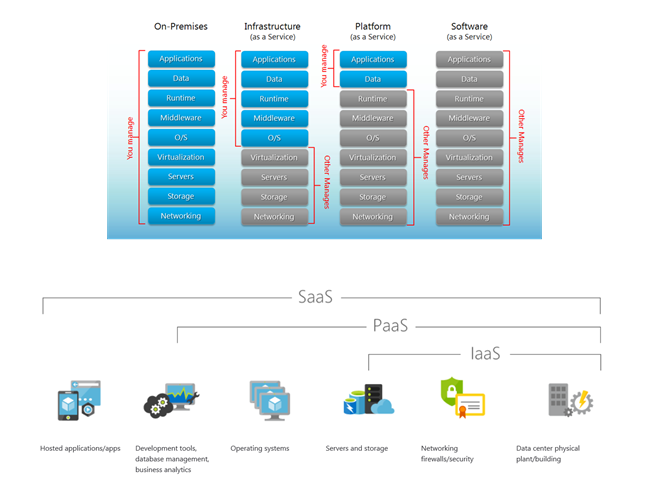 On-Premises
Infrastructure
(as a Service)
Platform
(as a Service)
Software
(as a Service)
You manage
Applications
Data
Runtime
Middleware
O/S
Virtualization
Servers
Storage
Networking
You manage
Applications
Data
Runtime
Middleware
O/S
Virtualization
Servers
Storage
Networking
Other Manages
You manage
Applications
Data
Runtime
Middleware
O/S
Virtualization
Servers
Storage
Networking
Other Manages
Applications
Data
Runtime
Middleware
O/S
Virtualization
Servers
Storage
Networking
Other Manages
SaaS
PaaS
IaaS
Hosted applications/apps
Development tools,
database management,
business analytics
Operating systems
Servers and storage
Networking
firewalls/security
Data center physical
plant/building